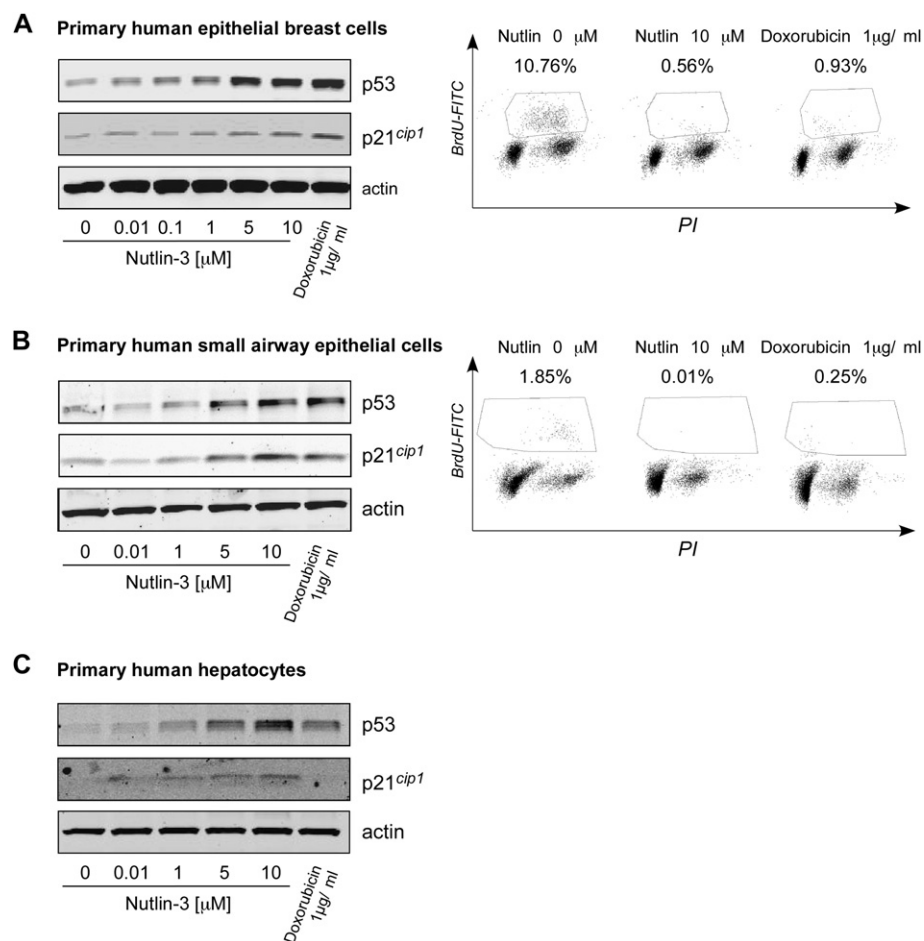 A Primary human epithelial breast cells
p53
p21cip1
actin
0 0.01 0.1 1 5 10
Nutlin-3 [μM]
Doxorubicin
1μg/ ml
Nutlin 0 μM Nutlin 10 μM Doxorubicin 1μg/ ml
10.76% 0.56% 0.93%
BrdU-FITC
PI
B Primary human small airway epithelial cells
p53
p21cip1
actin
0 0.01 1 5 10
Nutlin-3 [μM]
Doxorubicin
1μg/ ml
Nutlin 0 μM Nutlin 10 μM Doxorubicin 1μg/ ml
1.85% 0.01% 0.25%
BrdU-FITC
PI
C Primary human hepatocytes
p53
p21cip1
actin
0 0.01 1 5 10
Nutlin-3 [μM]
Doxorubicin
1μg/ ml